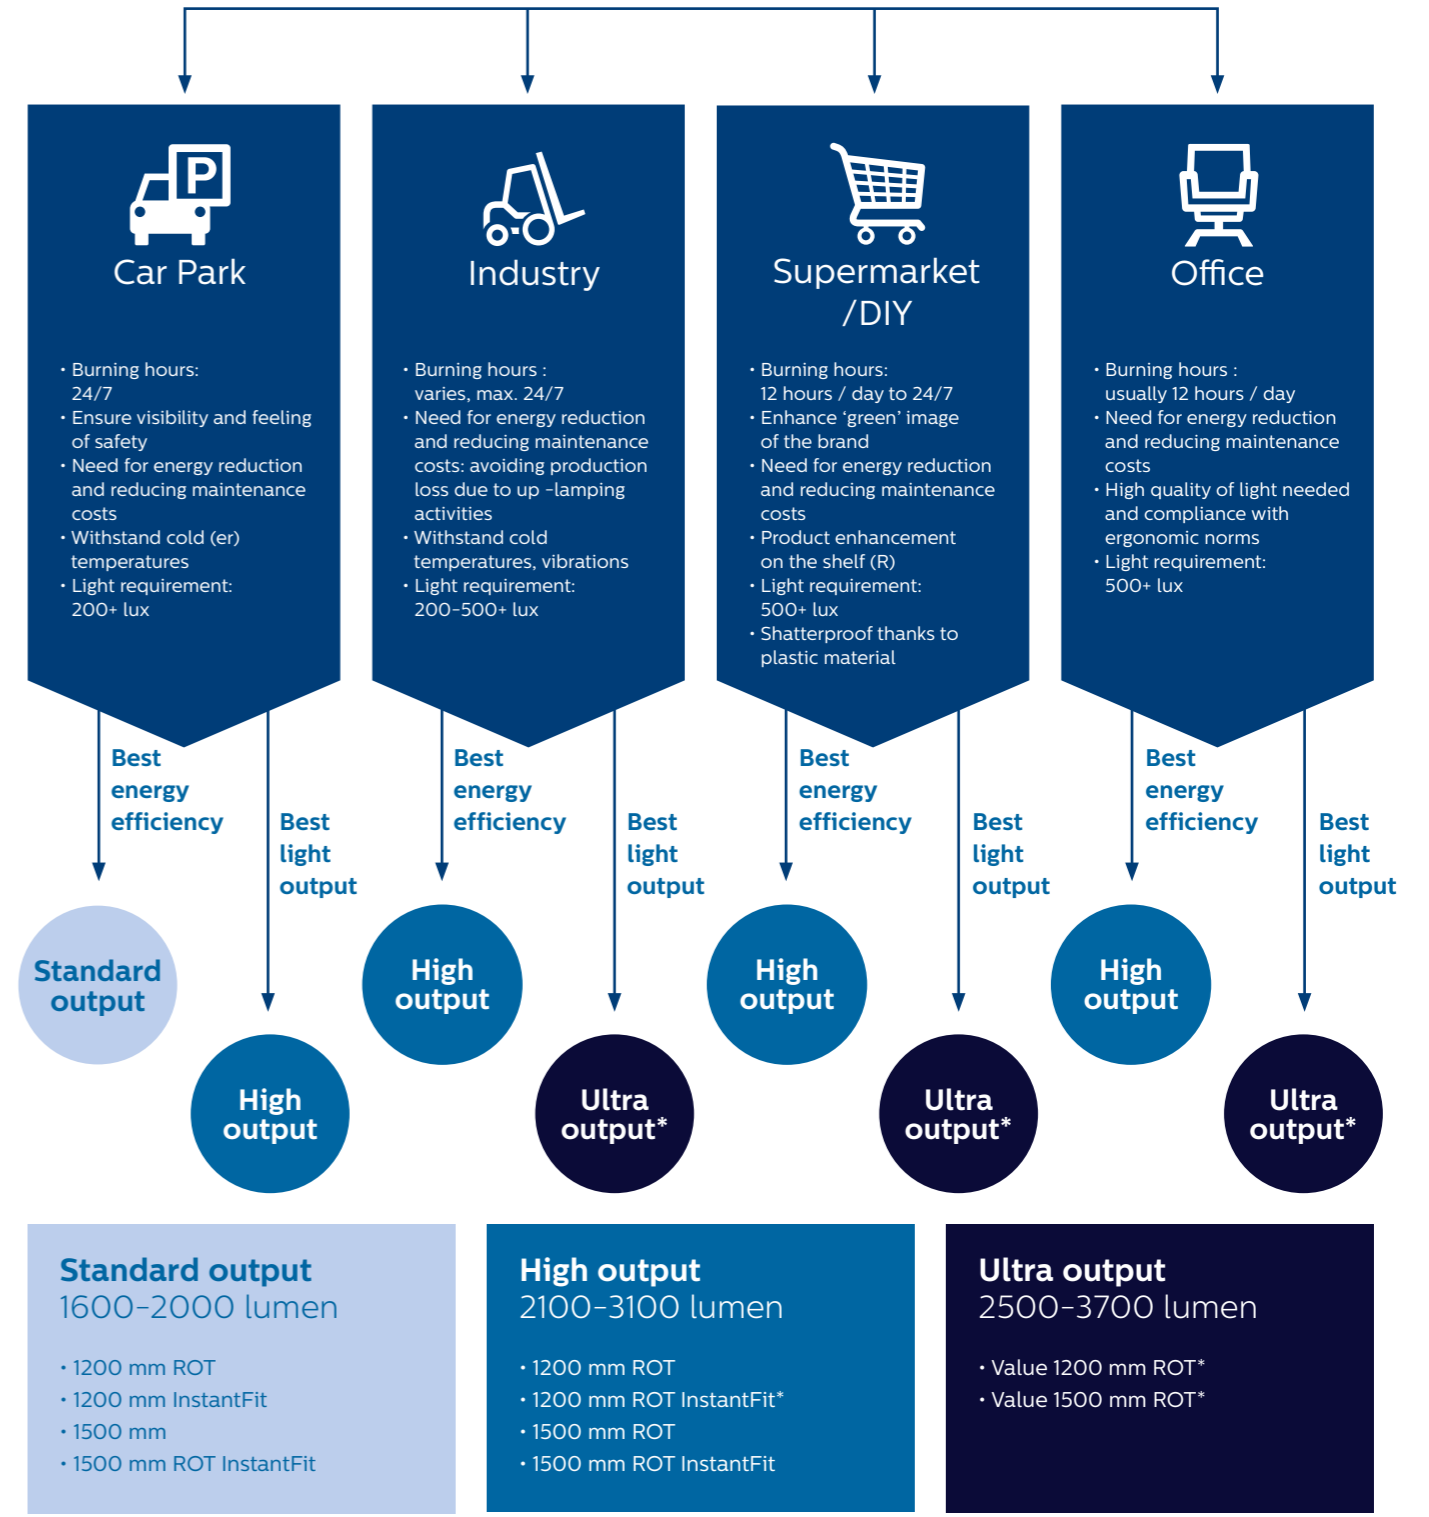 P
Car Park
• Burning hours:
24/7
• Ensure visibility and feeling
of safety
• Need for energy reduction
and reducing maintenance
costs
• Withstand cold (er)
temperatures
• Light requirement:
200+ lux
Industry
• Burning hours :
varies, max. 24/7
• Need for energy reduction
and reducing maintenance
costs: avoiding production
loss due to up -lamping
activities
• Withstand cold
temperatures, vibrations
• Light requirement:
200-500+ lux
Supermarket
/DIY
• Burning hours:
12 hours / day to 24/7
• Enhance ‘green’ image
of the brand
• Need for energy reduction
and reducing maintenance
costs
• Product enhancement
on the shelf (R)
• Light requirement:
500+ lux
• Shatterproof thanks to
plastic material
Office
• Burning hours :
usually 12 hours / day
• Need for energy reduction
and reducing maintenance
costs
• High quality of light needed
and compliance with
ergonomic norms
• Light requirement:
500+ lux
Best
energy
efficiency
Best
light
output
Best
energy
efficiency
Best
light
output
Best
energy
efficiency
Best
light
output
Best
energy
efficiency
Best
light
output
Standard
output
High
output
High
output
Ultra
output*
High
output
Ultra
output*
High
output
Ultra
output*
Standard output
1600-2000 lumen
• 1200 mm ROT
• 1200 mm InstantFit
• 1500 mm
• 1500 mm ROT InstantFit
High output
2100-3100 lumen
• 1200 mm ROT
• 1200 mm ROT InstantFit*
• 1500 mm ROT
• 1500 mm ROT InstantFit
Ultra output
2500-3700 lumen
• Value 1200 mm ROT*
• Value 1500 mm ROT*